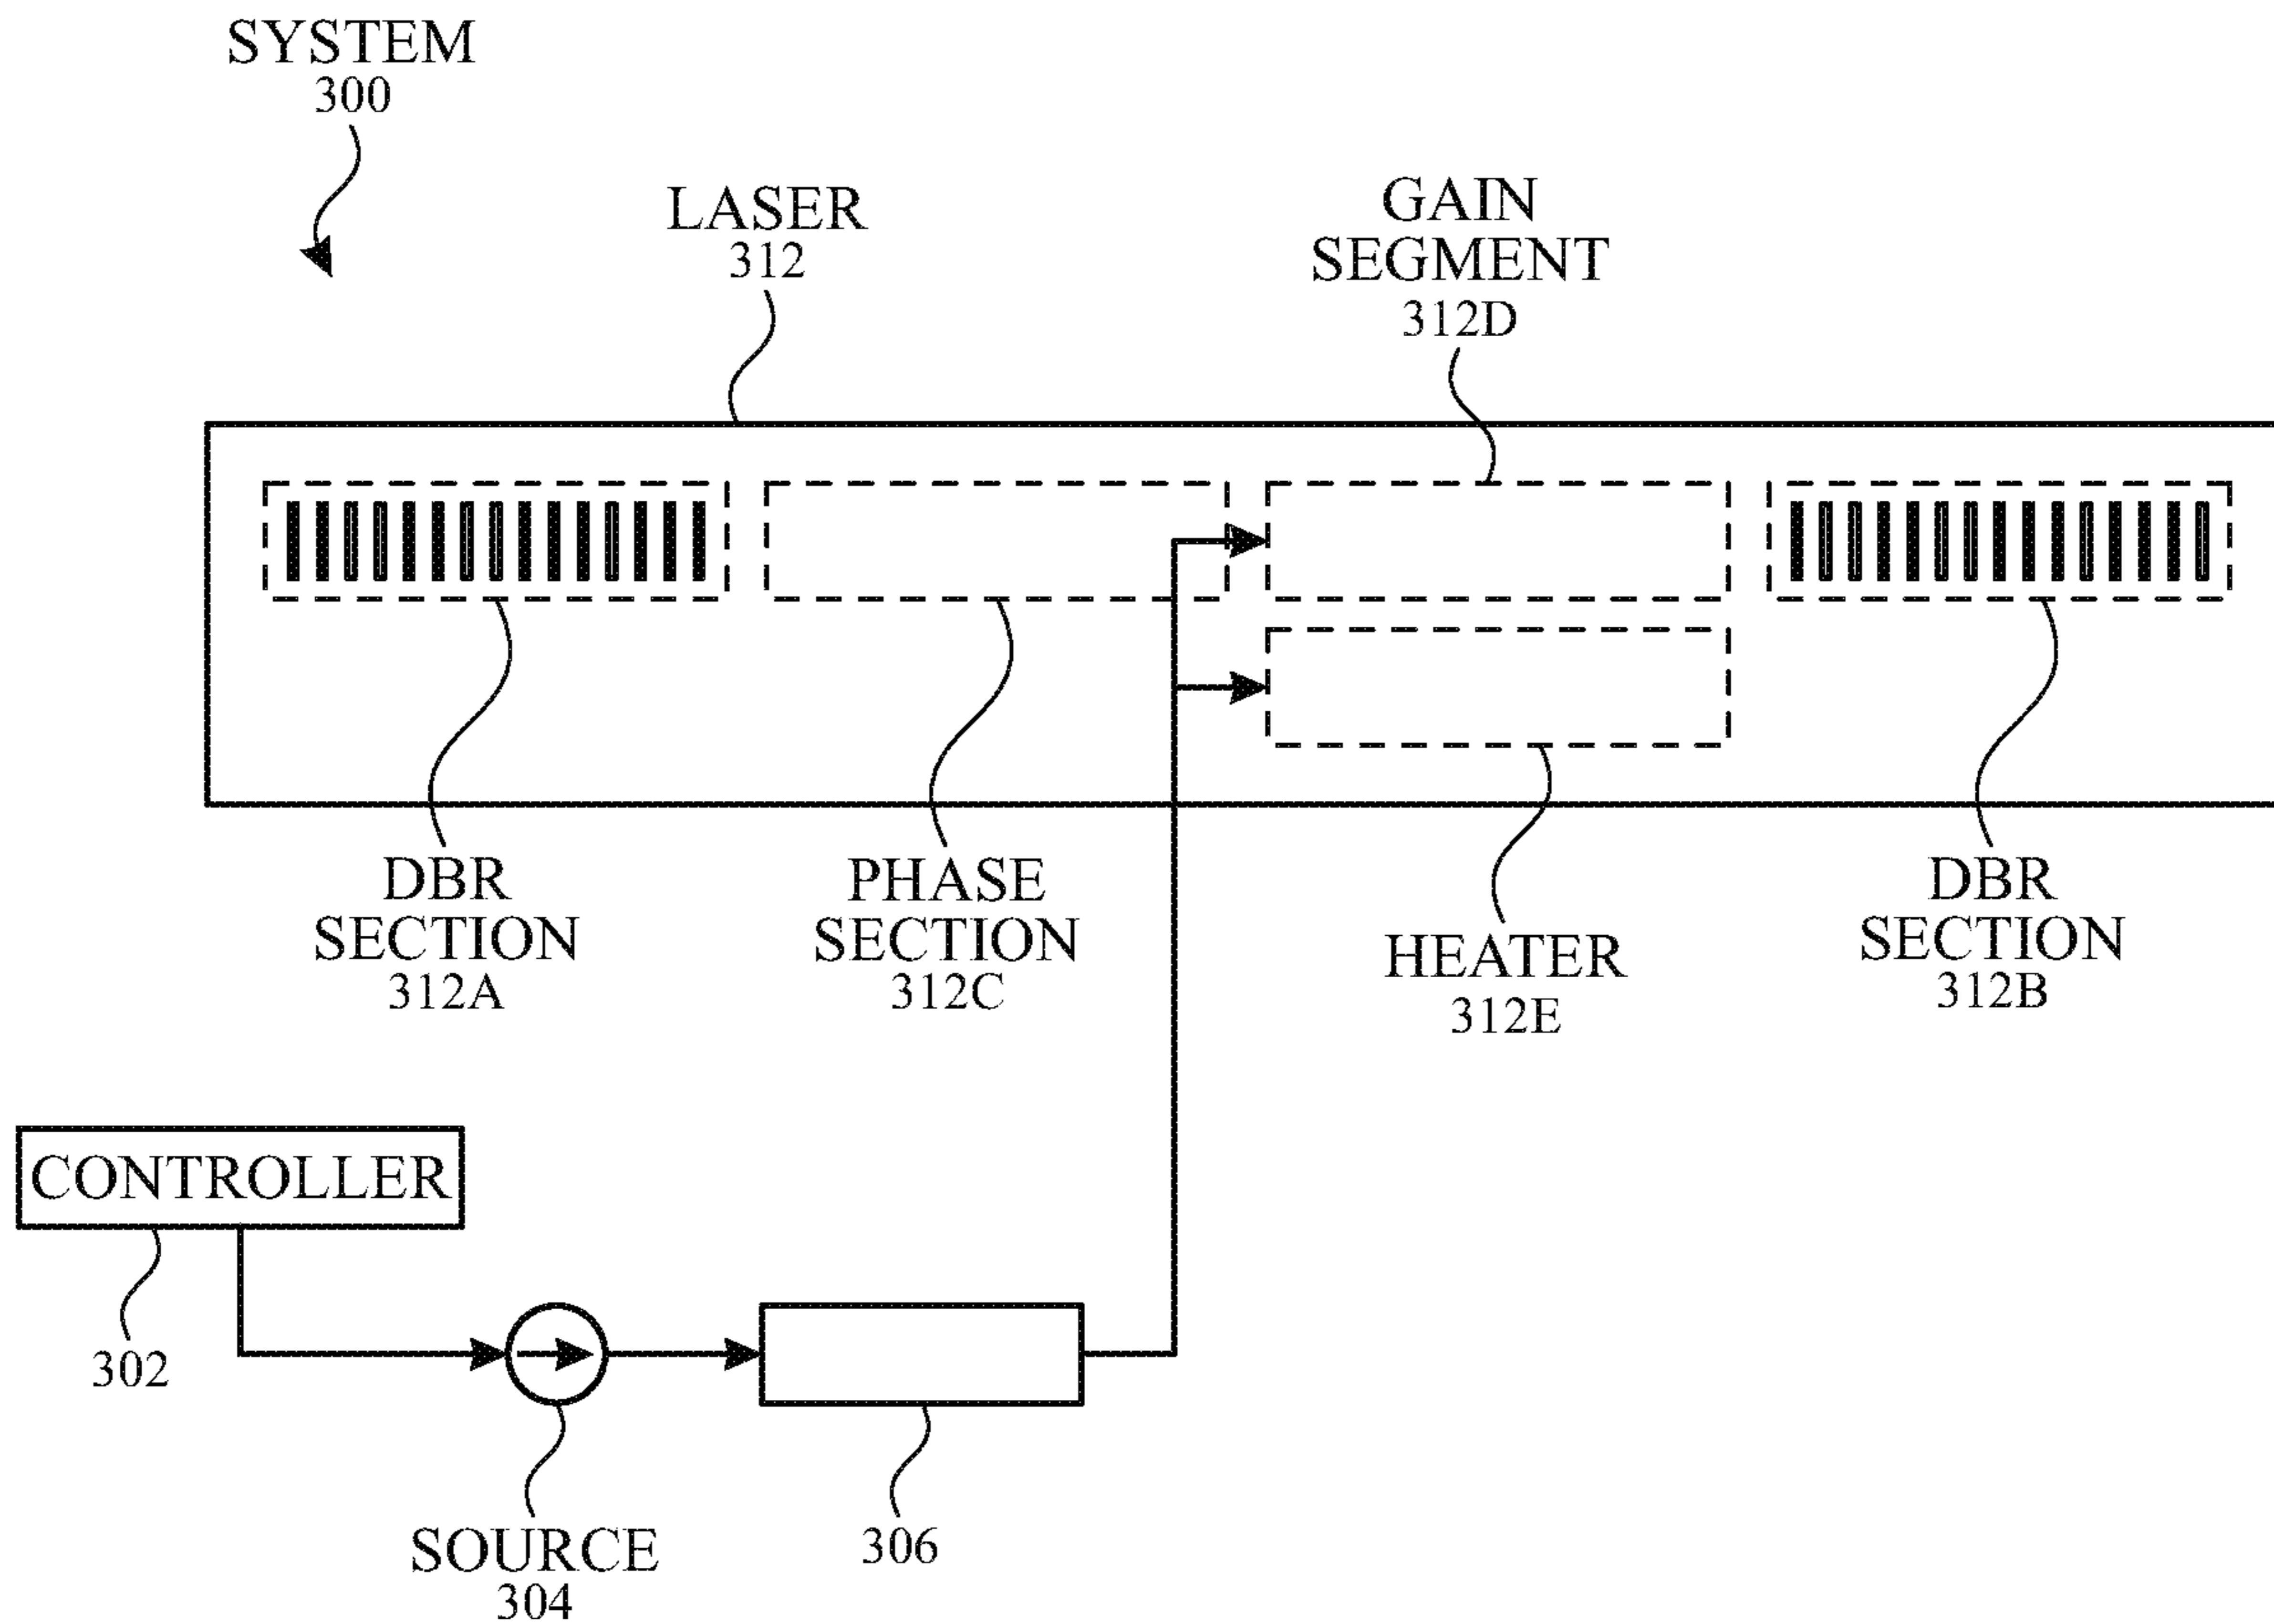 SYSTEM
300
LASER
312
GAIN
SEGMENT
312D
DBR
SECTION
312A
PHASE
SECTION
312C
HEATER
312E
DBR
SECTION
312B
CONTROLLER
302
SOURCE
304
306